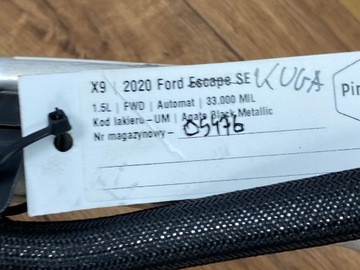 X9 | 2020 Ford Escape SE KUGA
1.5L | FWD | Automat | 33.000 MIL
Kod lakieru - UM | Agate Black Metallic
Nr magazynowy - 05476
Pin